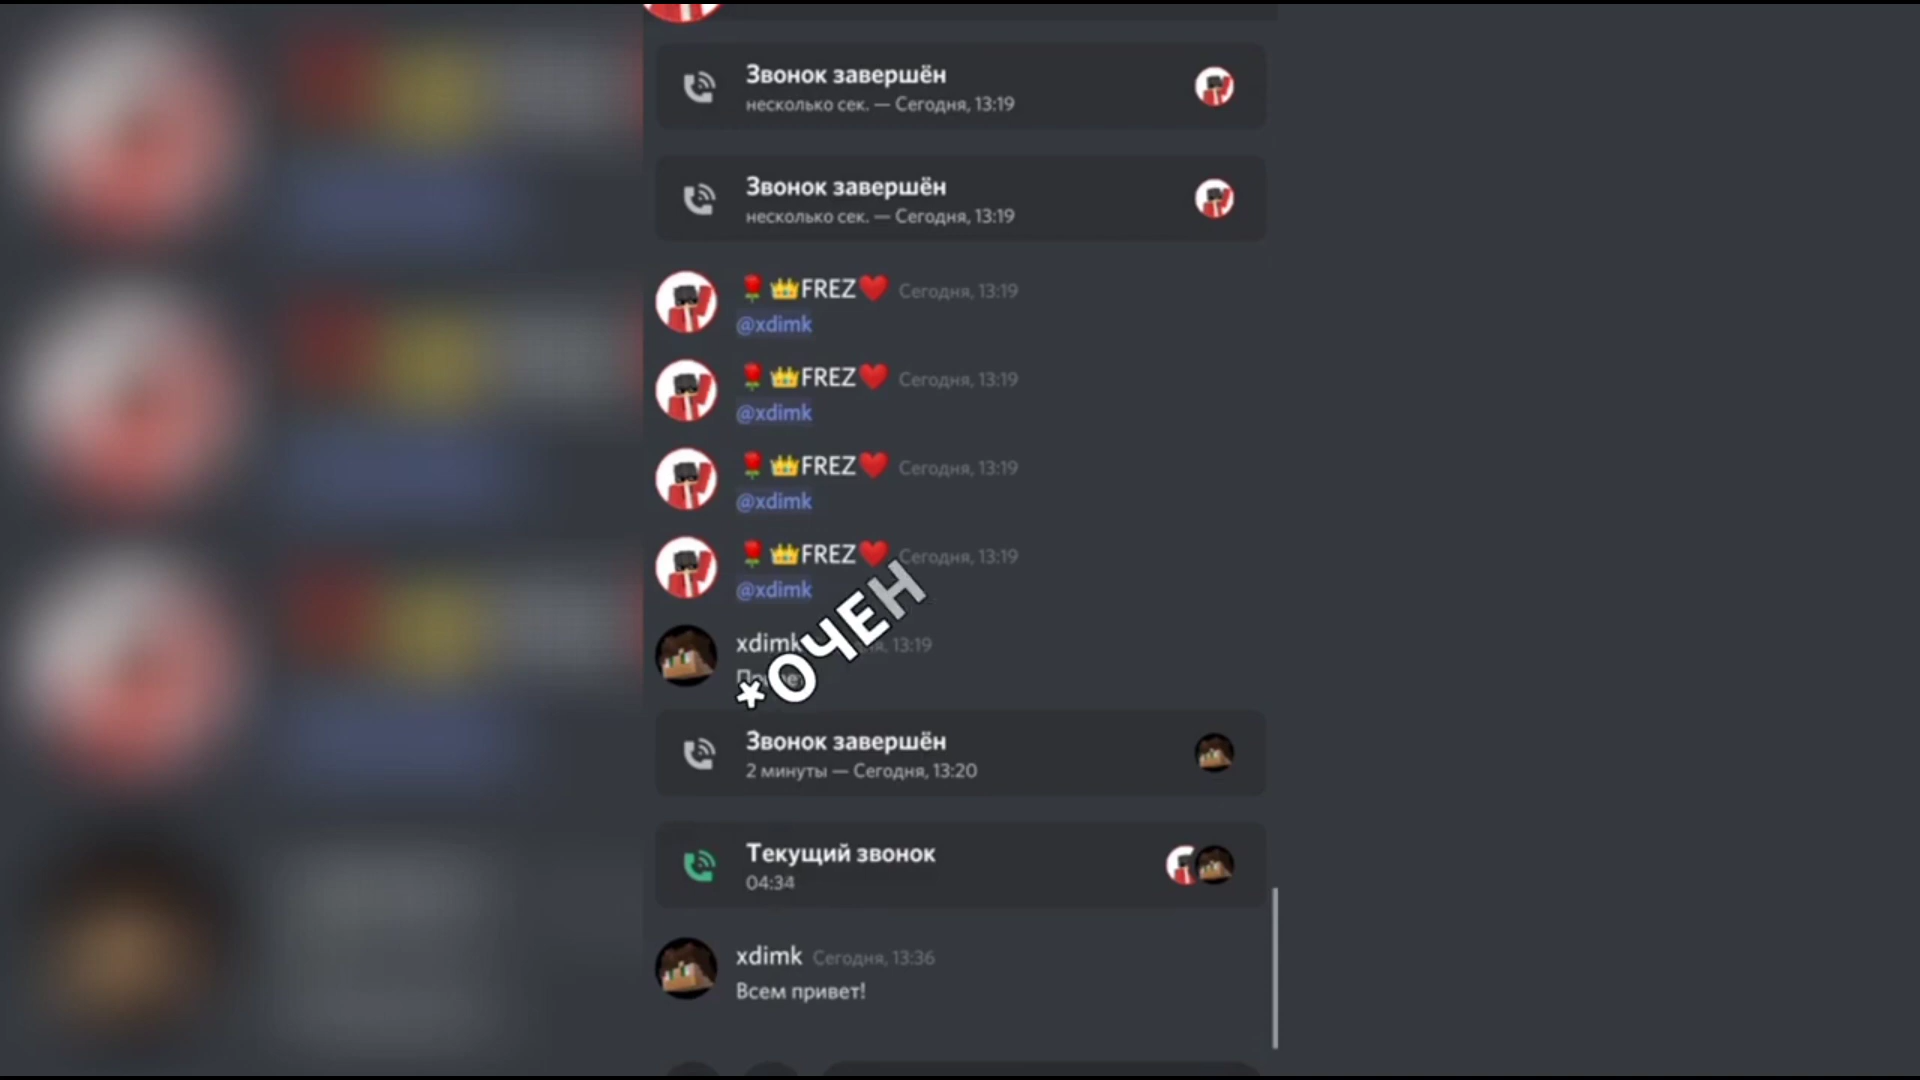 Звонок завершён
несколько сек. — Сегодня, 13:19
Звонок завершён
несколько сек. — Сегодня, 13:19
🌹👑FREZ❤️ Сегодня, 13:19
@xdimk
🌹👑FREZ❤️ Сегодня, 13:19
@xdimk
🌹👑FREZ❤️ Сегодня, 13:19
@xdimk
🌹👑FREZ❤️ Сегодня, 13:19
@xdimk
xdimk 13:19
*ОЧЕН
Звонок завершён
2 минуты — Сегодня, 13:20
Текущий звонок
04:34
xdimk Сегодня, 13:36
Всем привет!